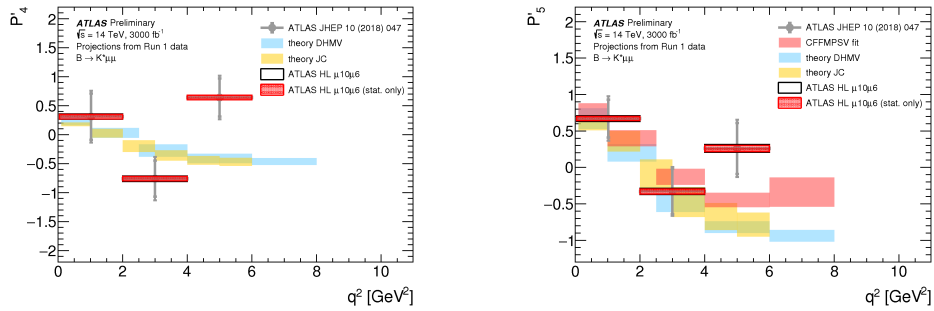 P'4
2
1.5
1
0.5
0
−0.5
−1
−1.5
−2
ATLAS Preliminary
√s = 14 TeV, 3000 fb-1
Projections from Run 1 data
B → K*μμ
ATLAS JHEP 10 (2018) 047
theory DHMV
theory JC
ATLAS HL μ10μ6
ATLAS HL μ10μ6 (stat. only)
0 2 4 6 8 10
q2 [GeV2]
P'5
2
1.5
1
0.5
0
−0.5
−1
ATLAS Preliminary
√s = 14 TeV, 3000 fb-1
Projections from Run 1 data
B → K*μμ
ATLAS JHEP 10 (2018) 047
CFFMPSV fit
theory DHMV
theory JC
ATLAS HL μ10μ6
ATLAS HL μ10μ6 (stat. only)
0 2 4 6 8 10
q2 [GeV2]